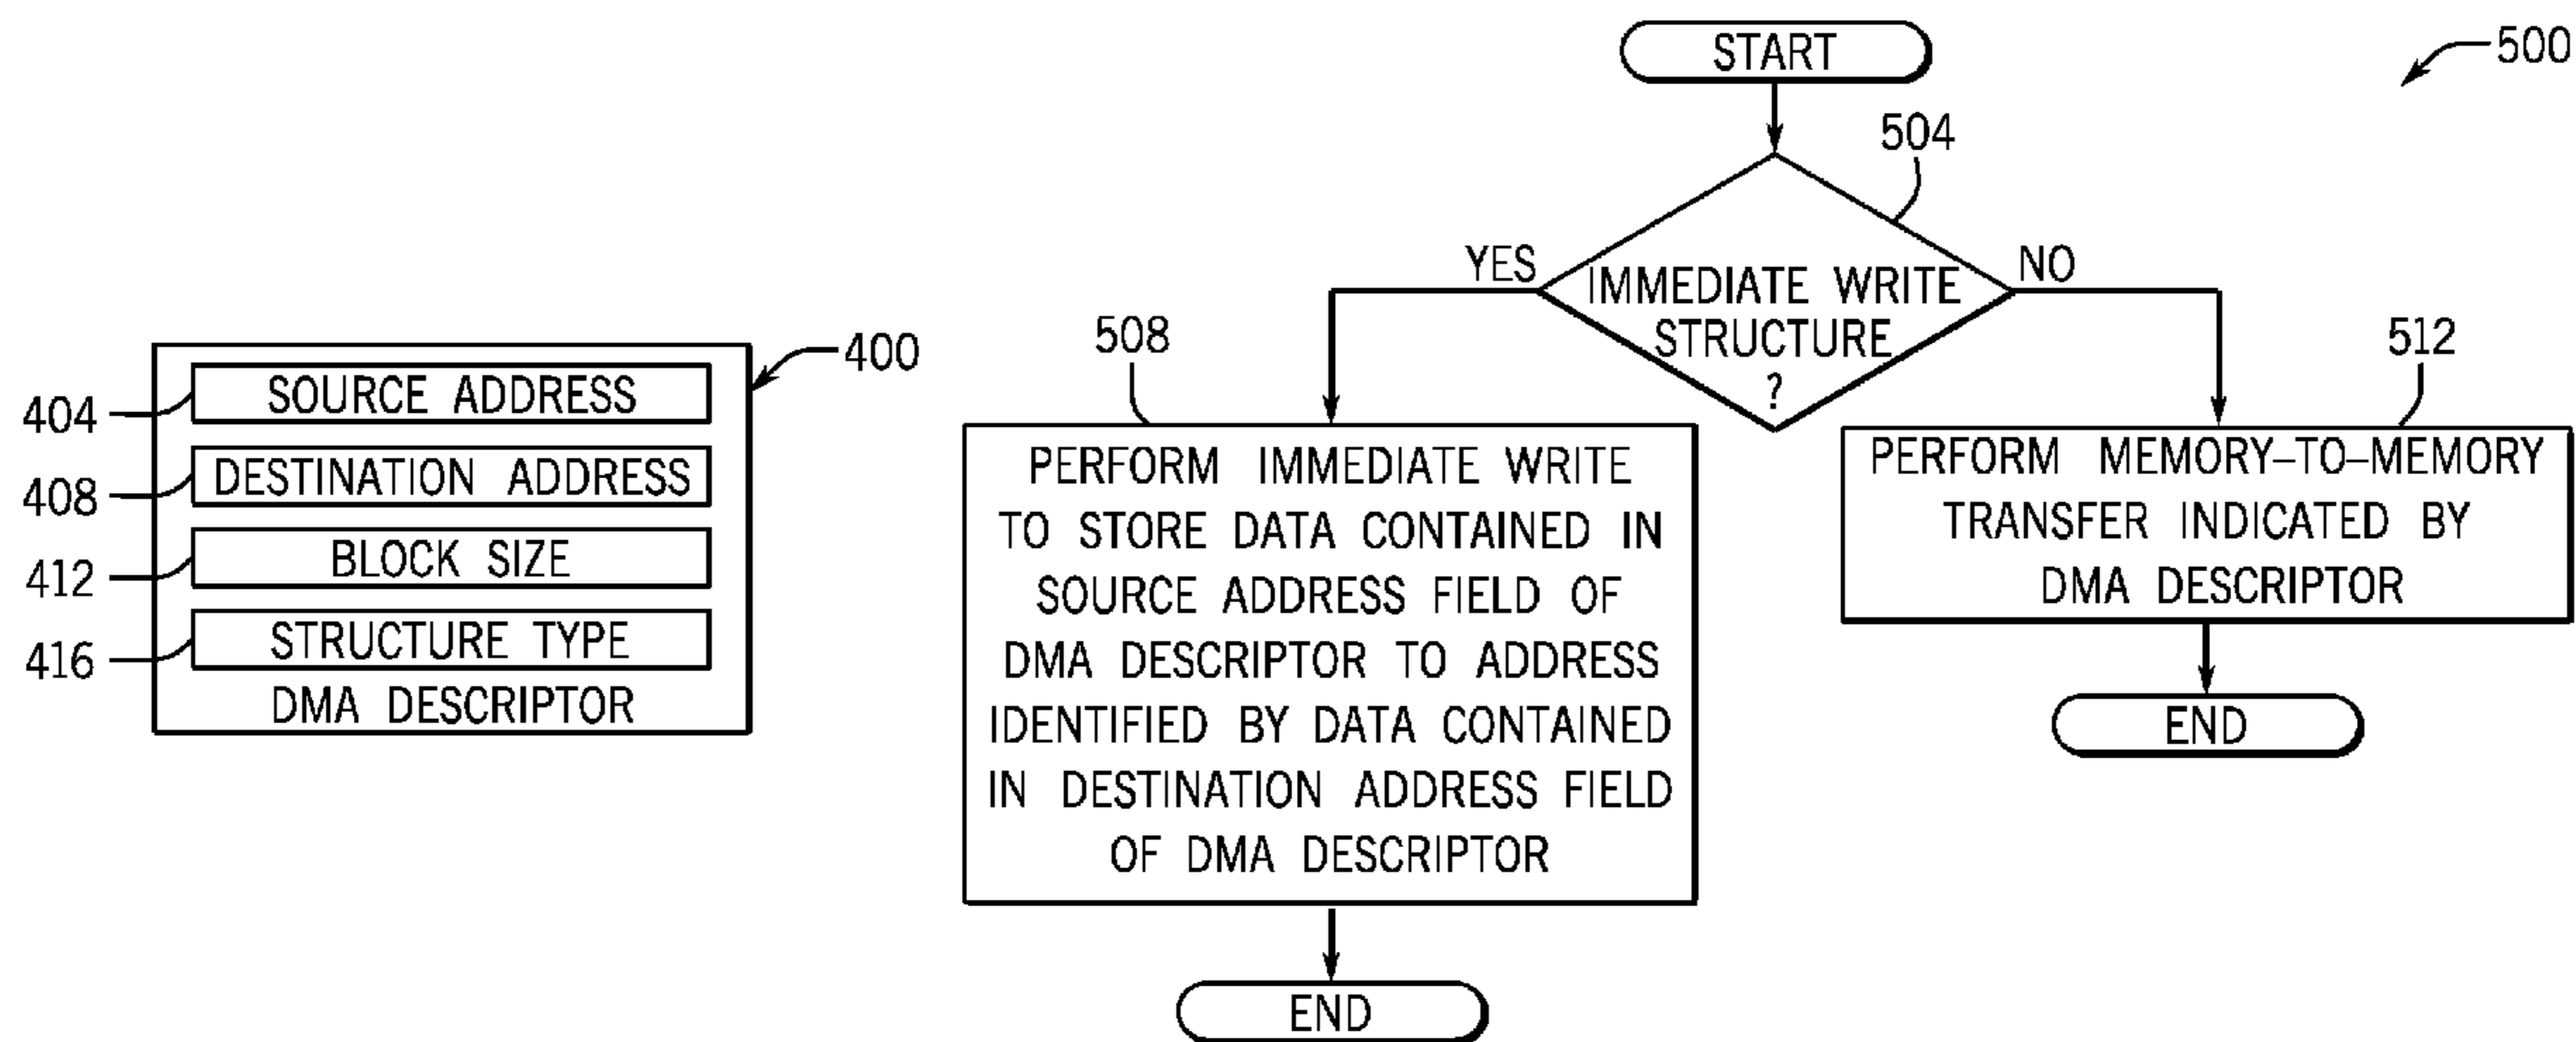 400
404
SOURCE ADDRESS
408
DESTINATION ADDRESS
412
BLOCK SIZE
416
STRUCTURE TYPE
DMA DESCRIPTOR
500
START
504
IMMEDIATE WRITE
STRUCTURE
?
YES
NO
508
PERFORM IMMEDIATE WRITE
TO STORE DATA CONTAINED IN
SOURCE ADDRESS FIELD OF
DMA DESCRIPTOR TO ADDRESS
IDENTIFIED BY DATA CONTAINED
IN DESTINATION ADDRESS FIELD
OF DMA DESCRIPTOR
END
512
PERFORM MEMORY–TO–MEMORY
TRANSFER INDICATED BY
DMA DESCRIPTOR
END